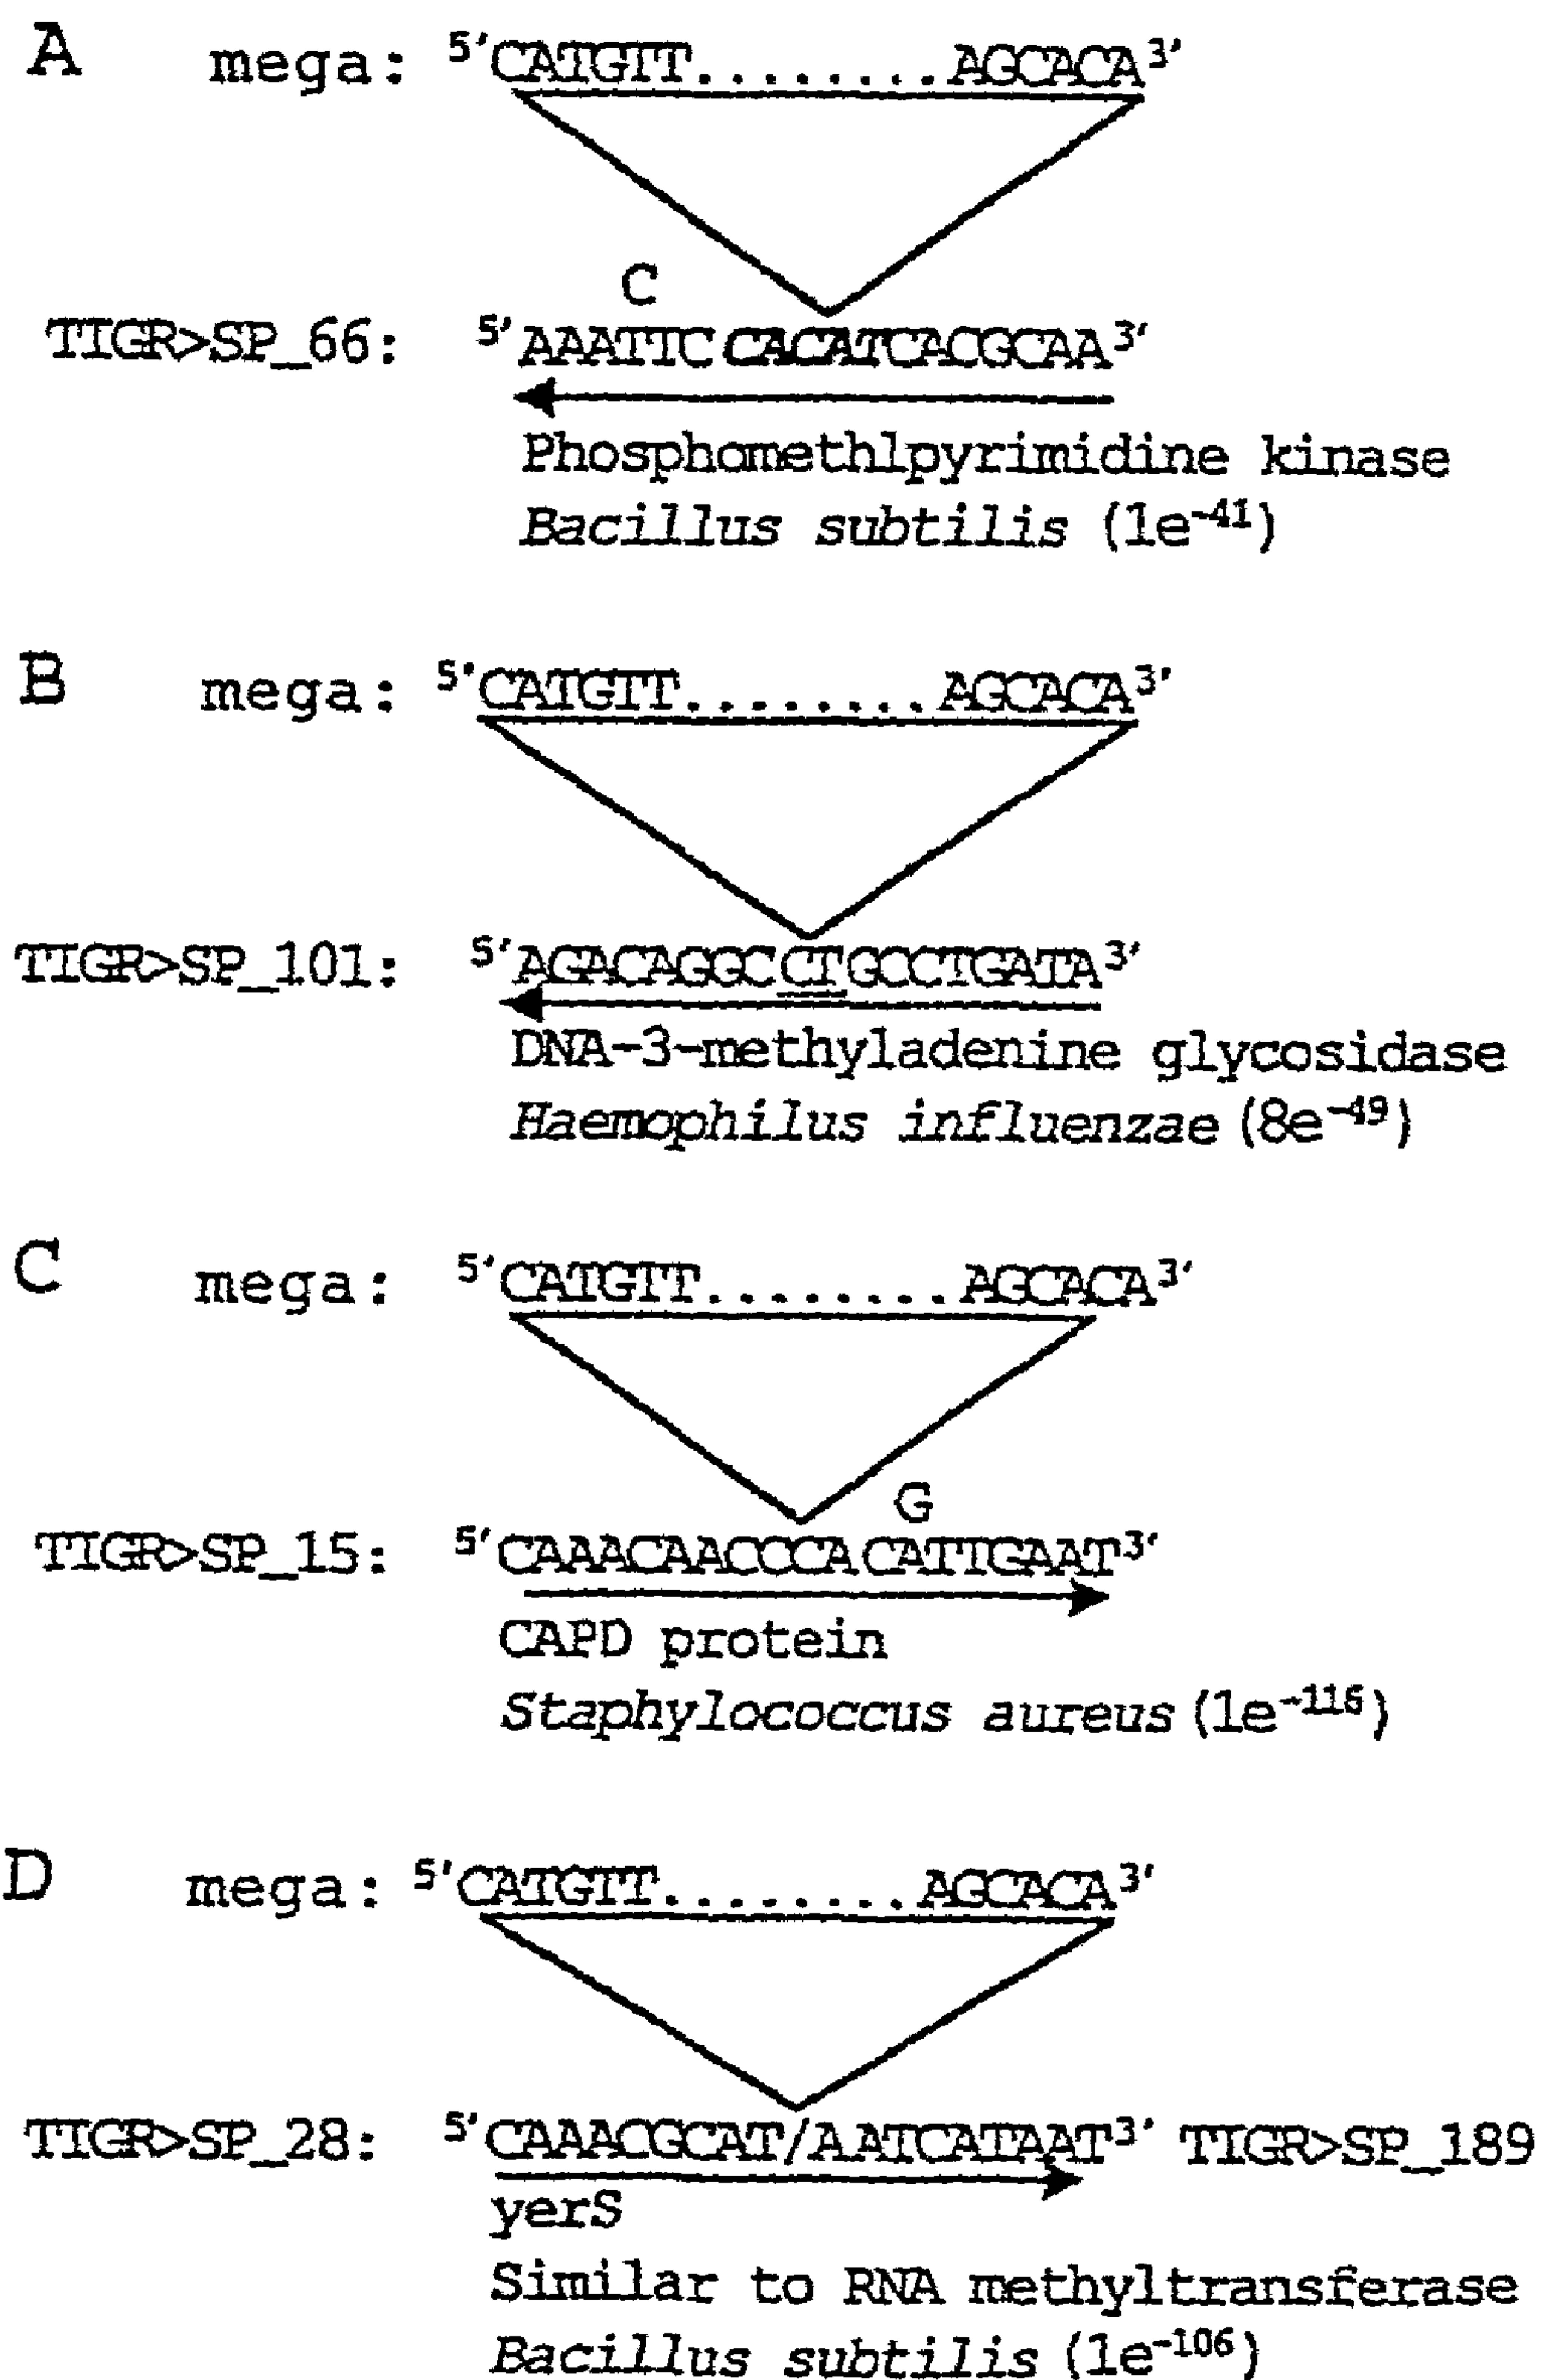 A mega: 5'CATGTT........AGCACA3'
C
TIGR>SP_66: 5'AAATTC CACATCACGCAA3'
Phosphomethlpyrimidine kinase
Bacillus subtilis (1e-41)
B mega: 5'CATGTT........AGCACA3'
TIGR>SP_101: 5'AGACAGGC CT GCCTGATA3'
DNA-3-methyladenine glycosidase
Haemophilus influenzae (8e-49)
C mega: 5'CATGTT........AGCACA3'
G
TIGR>SP_15: 5'CAAACAACCCA CATTGAAT3'
CAPD protein
Staphylococcus aureus (1e-116)
D mega: 5'CATGTT........AGCACA3'
TIGR>SP_28: 5'CAAACGCAT/AATCATAAT3' TIGR>SP_189
yerS
Similar to RNA methyltransferase
Bacillus subtilis (1e-106)